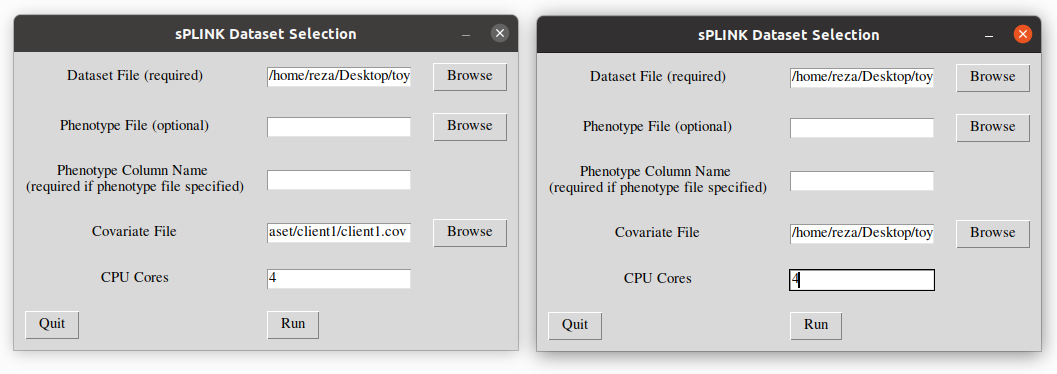 sPLINK Dataset Selection
Dataset File (required) /home/reza/Desktop/toy Browse
Phenotype File (optional) Browse
Phenotype Column Name
(required if phenotype file specified)
Covariate File aset/client1/client1.cov Browse
CPU Cores 4
Quit Run
sPLINK Dataset Selection
Dataset File (required) /home/reza/Desktop/toy Browse
Phenotype File (optional) Browse
Phenotype Column Name
(required if phenotype file specified)
Covariate File /home/reza/Desktop/toy Browse
CPU Cores 4
Quit Run